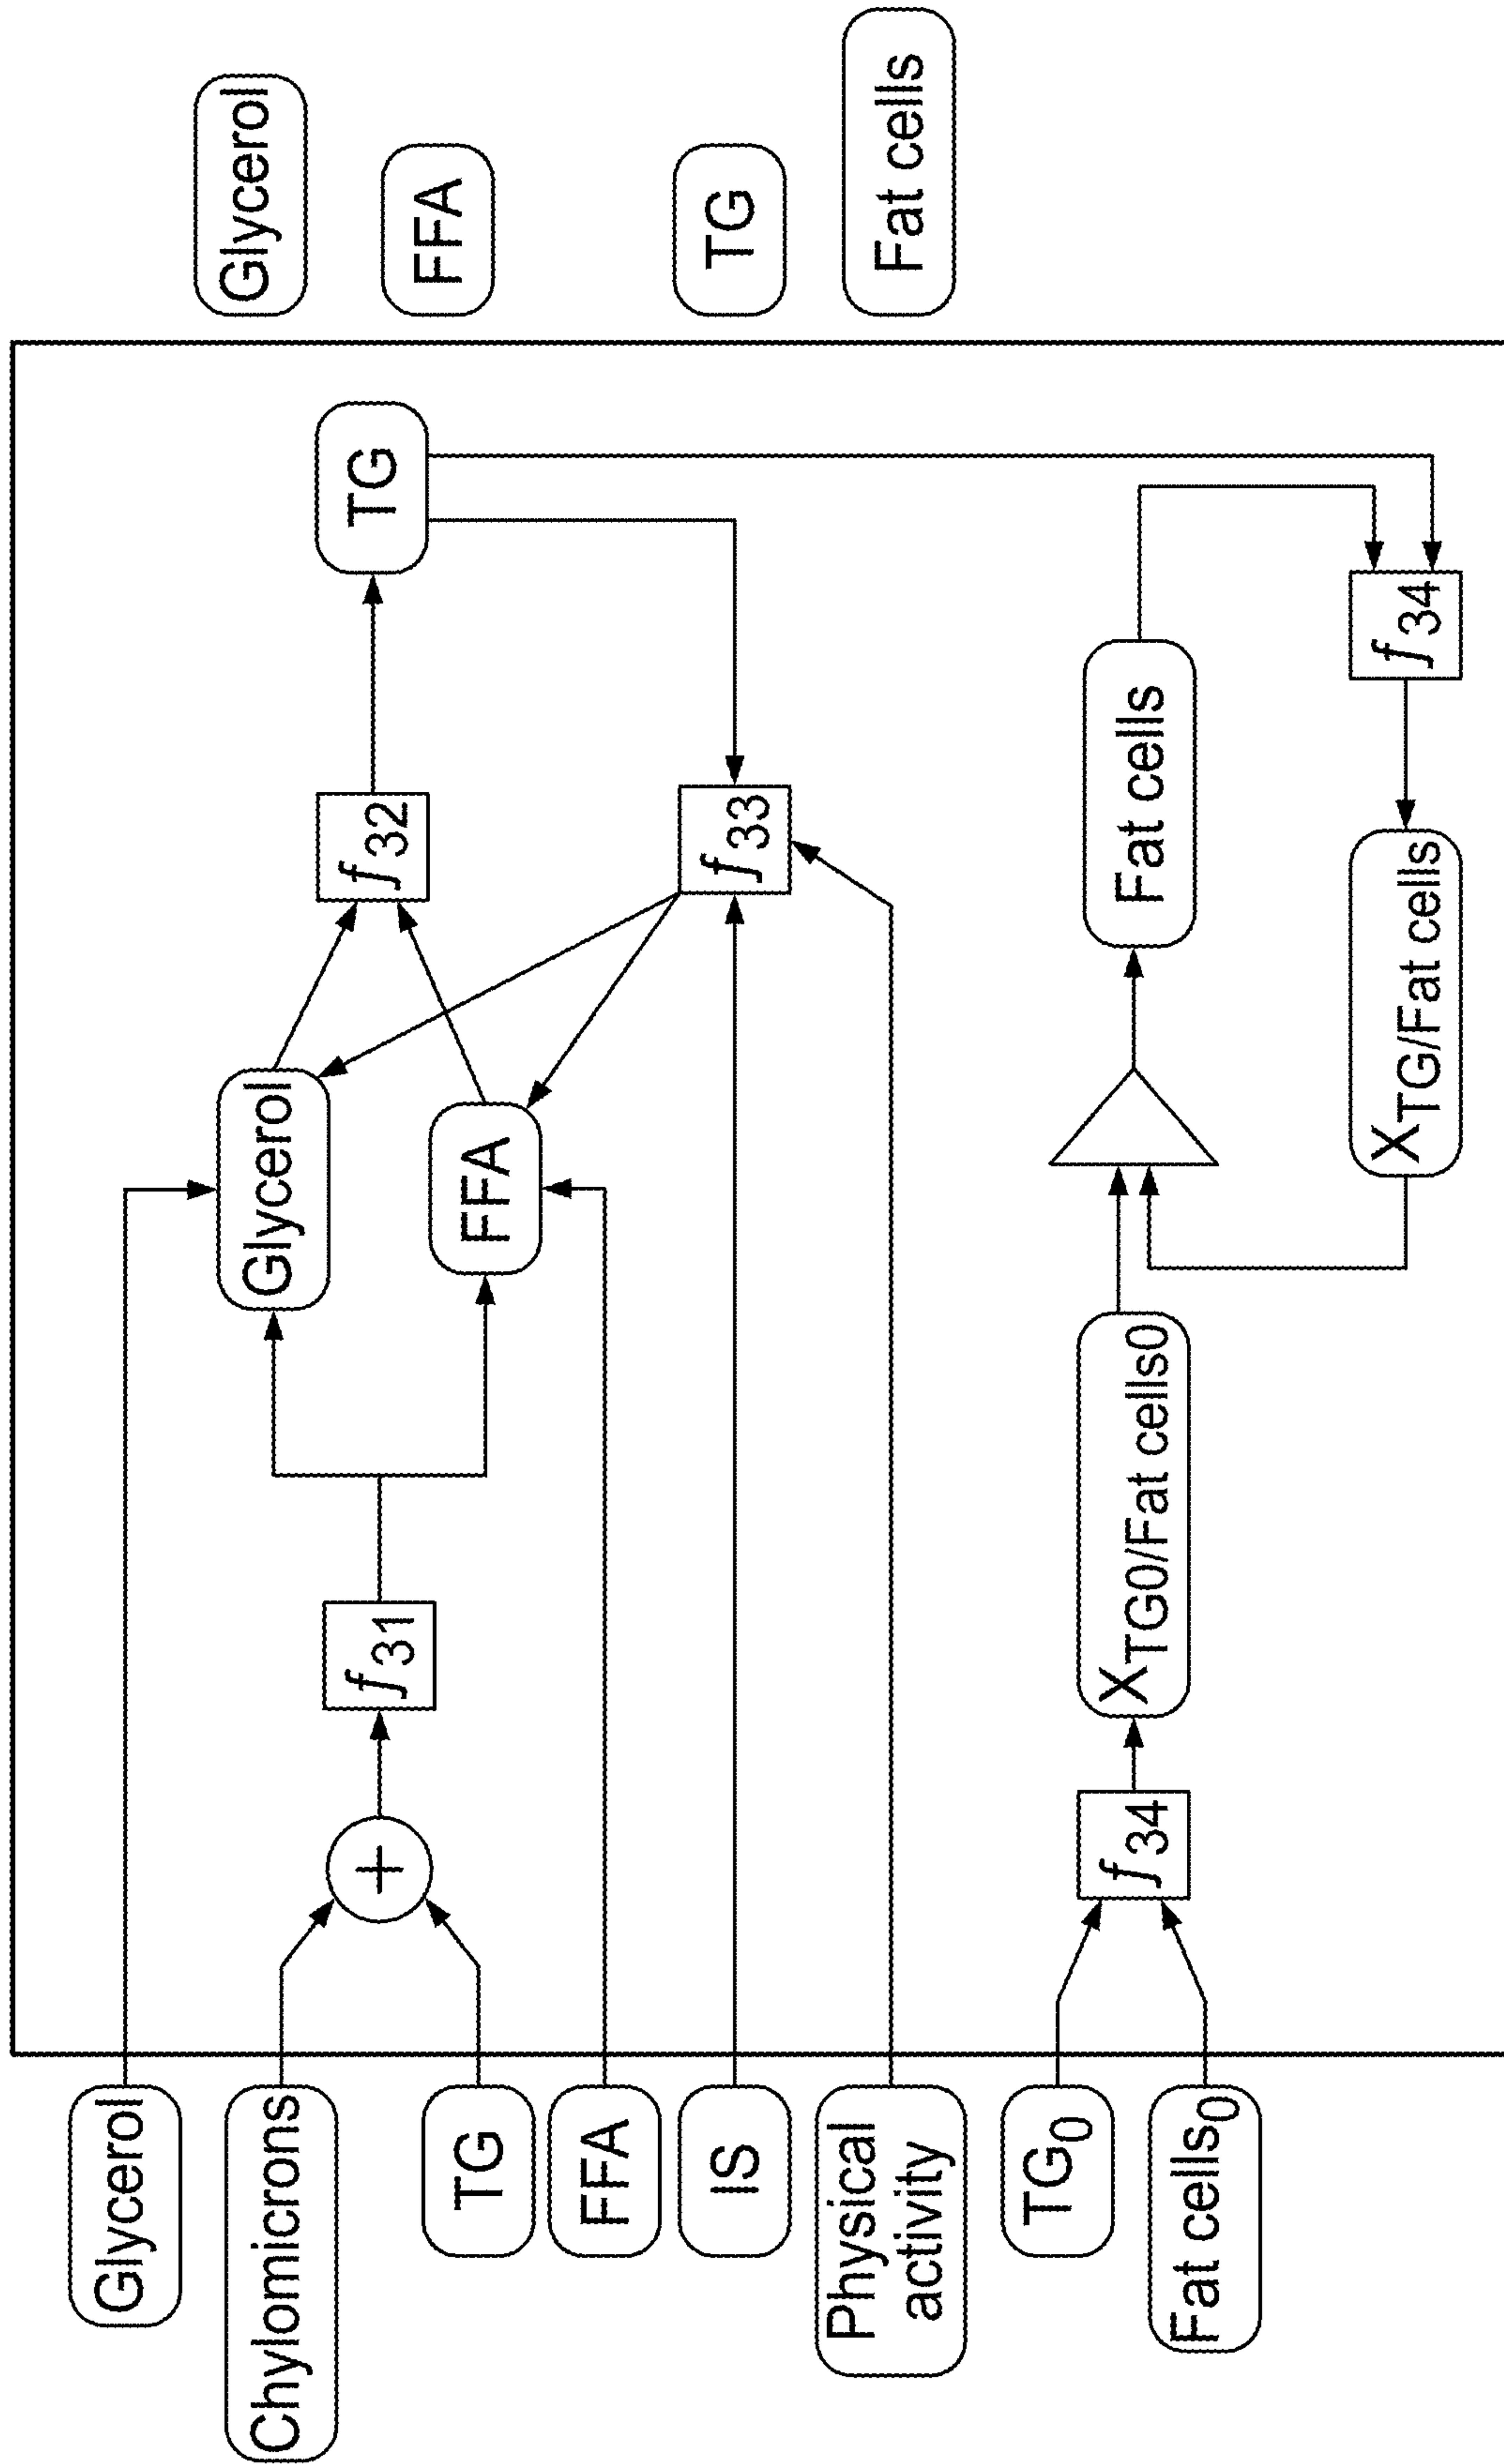 Glycerol
Chylomicrons
TG
FFA
IS
Physical
activity
TG0
Fat cells0
+
f31
Glycerol
FFA
f32
f33
TG
f34
XTG0/Fat cells0
Fat cells
f34
XTG/Fat cells
Glycerol
FFA
TG
Fat cells